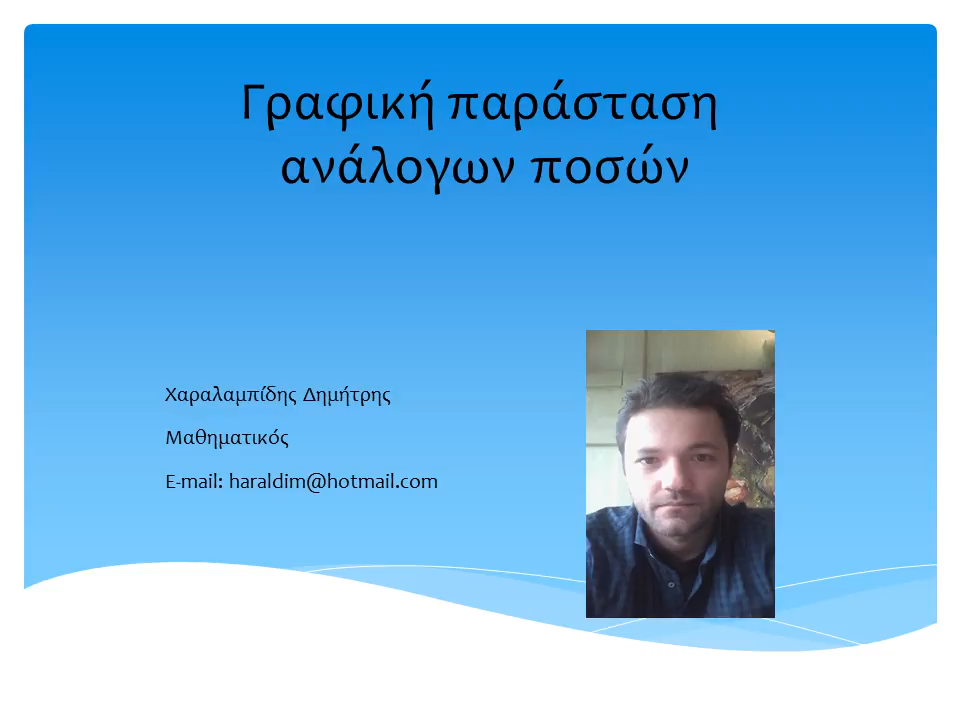 Γραφική παράσταση
ανάλογων ποσών
Χαραλαμπίδης Δημήτρης
Μαθηματικός
E-mail: haraldim@hotmail.com